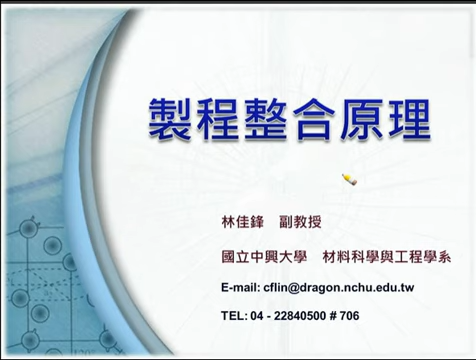 製程整合原理
林佳鋒 副教授
國立中興大學 材料科學與工程學系
E-mail: cflin@dragon.nchu.edu.tw
TEL: 04 - 22840500 # 706